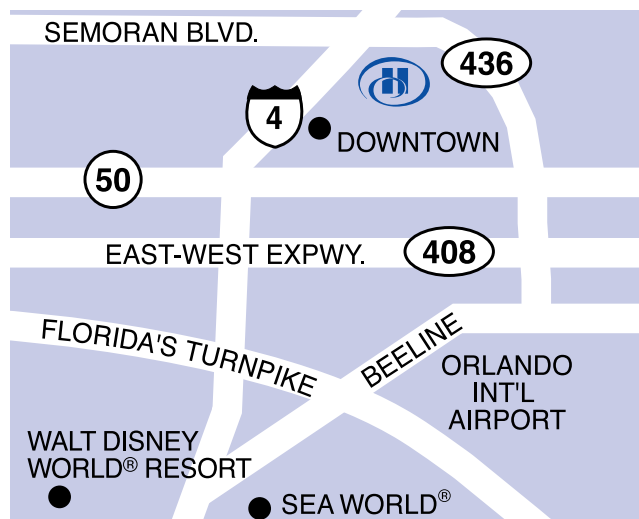 SEMORAN BLVD.
436
4
DOWNTOWN
50
EAST-WEST EXPWY.
408
FLORIDA'S TURNPIKE
BEELINE
ORLANDO
INT'L
AIRPORT
WALT DISNEY
WORLD® RESORT
SEA WORLD®